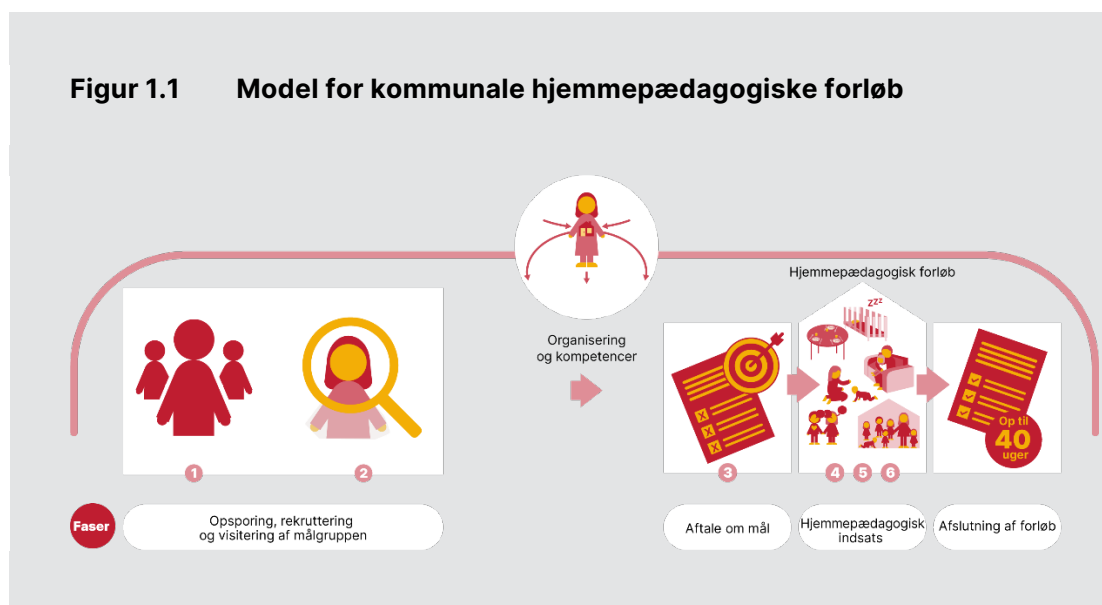 Figur 1.1 Model for kommunale hjemmepædagogiske forløb
Hjemmepædagogisk forløb
zzz
Organisering
og kompetencer
Op til
40
uger
1
2
3
4 5 6
Faser
Opsporing, rekruttering
og visitering af målgruppen
Aftale om mål
Hjemmepædagogisk
indsats
Afslutning af forløb